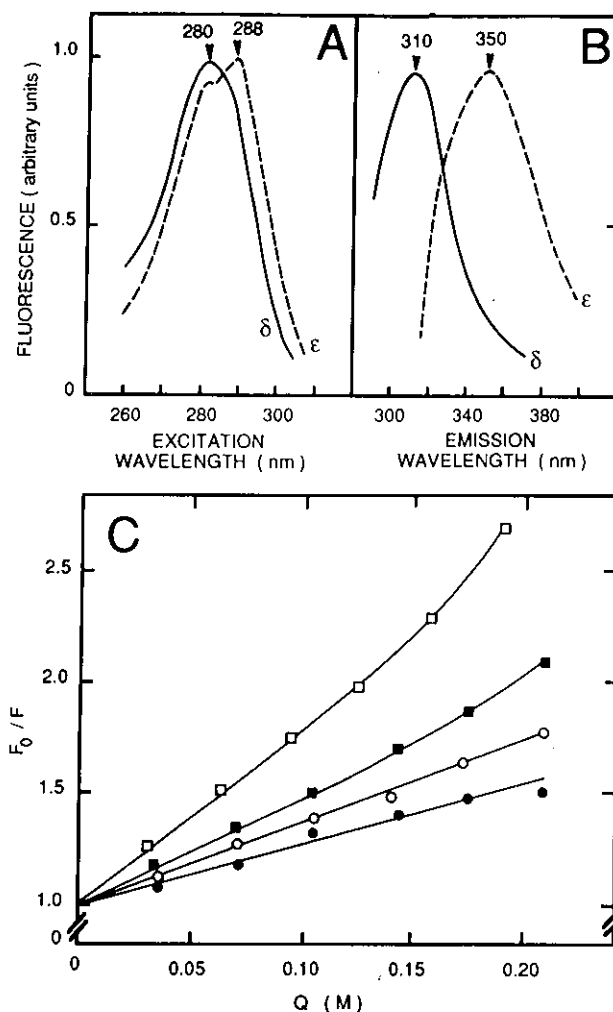 280 288
A
310 350
B
1.0
0.5
0
FLUORESCENCE (arbitrary units)
δ
ε
δ
ε
260 280 300
300 340 380
EXCITATION
WAVELENGTH (nm)
EMISSION
WAVELENGTH (nm)
C
2.5
2.0
1.5
1.0
0
F₀/F
0 0.05 0.10 0.15 0.20
Q (M)